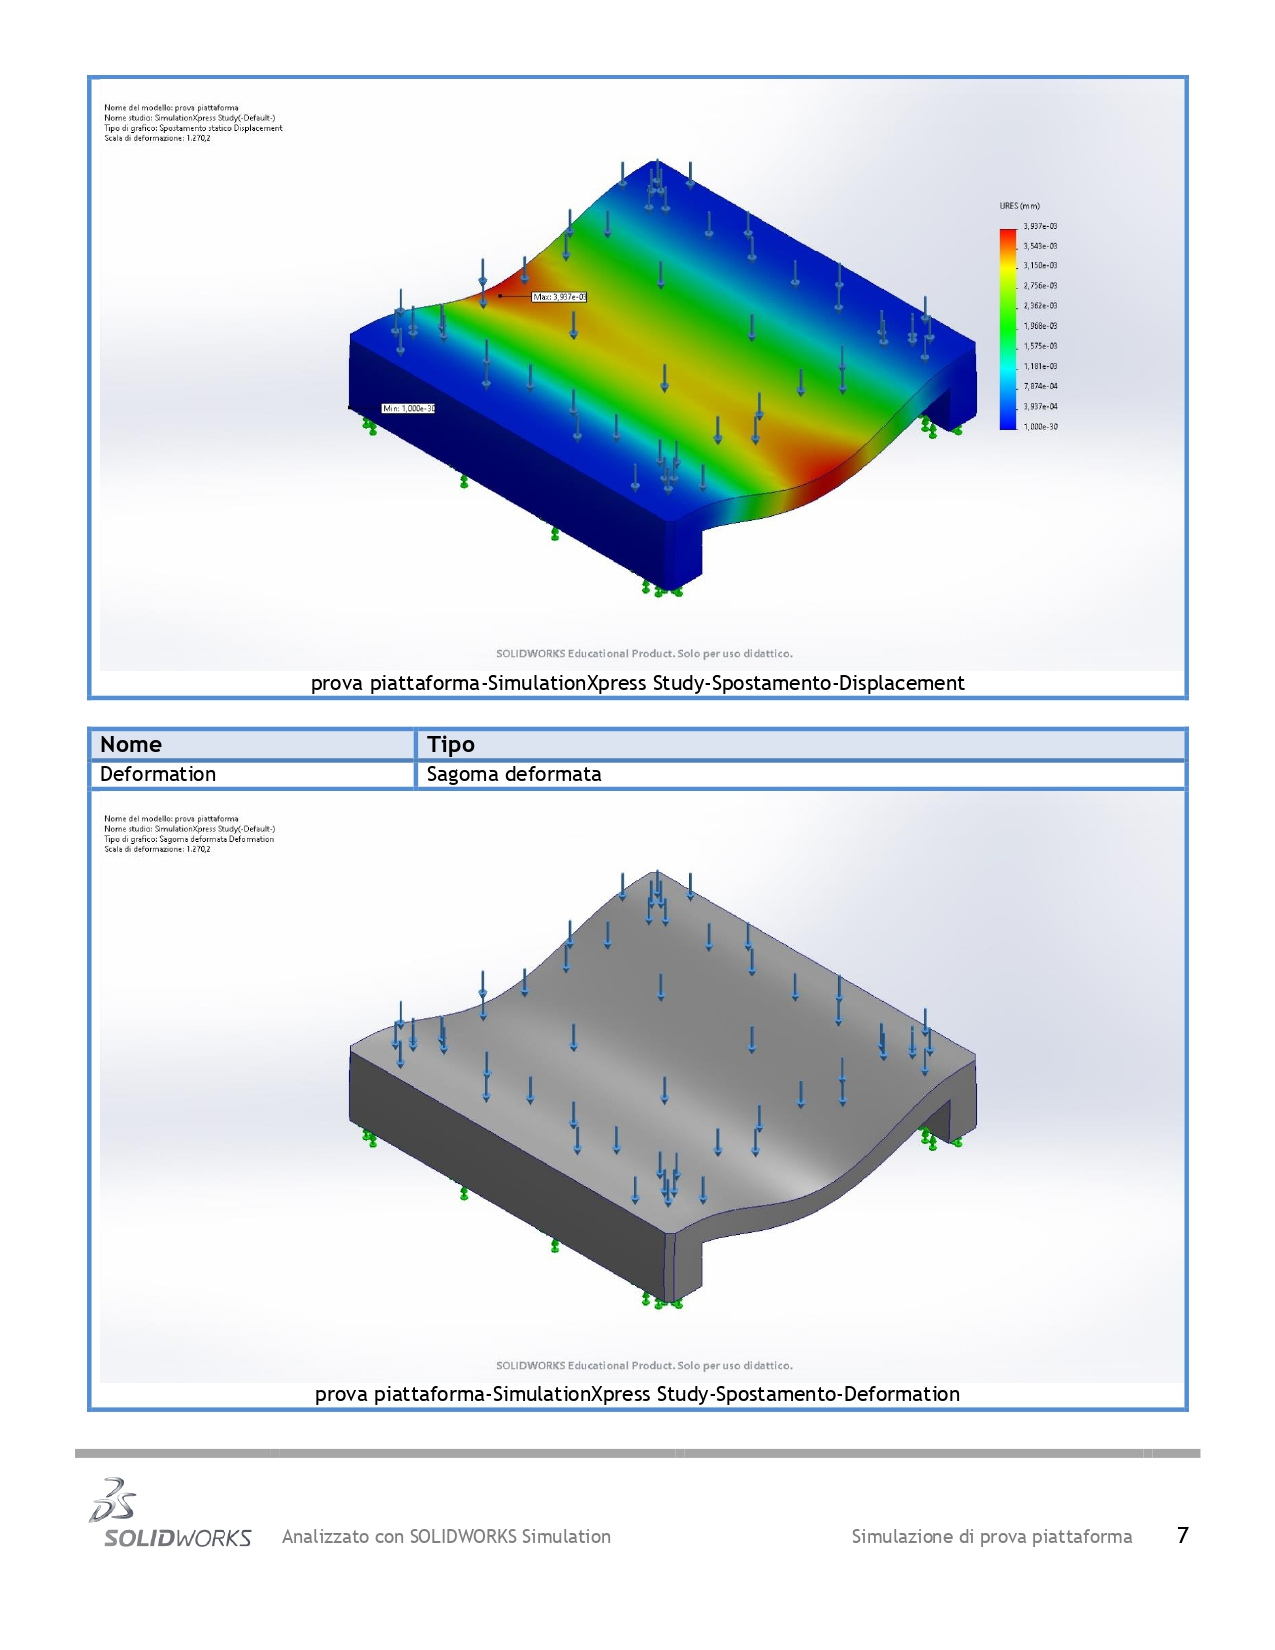 Nome del modello: prova piattaforma
Nome studio: SimulationXpress Study(-Default-)
Tipo di grafico: Spostamento statico Displacement
Scala di deformazione: 1.270,2
URES (mm)
3,937e-03
3,543e-03
3,150e-03
2,756e-03
2,362e-03
1,968e-03
1,575e-03
1,181e-03
7,874e-04
3,937e-04
1,000e-30
Max: 3,937e-03
Min: 1,000e-30
SOLIDWORKS Educational Product. Solo per uso didattico.
prova piattaforma-SimulationXpress Study-Spostamento-Displacement
Nome Tipo
Deformation Sagoma deformata
Nome del modello: prova piattaforma
Nome studio: SimulationXpress Study(-Default-)
Tipo di grafico: Sagoma deformata Deformation
Scala di deformazione: 1.270,2
SOLIDWORKS Educational Product. Solo per uso didattico.
prova piattaforma-SimulationXpress Study-Spostamento-Deformation
SOLIDWORKS Analizzato con SOLIDWORKS Simulation Simulazione di prova piattaforma 7